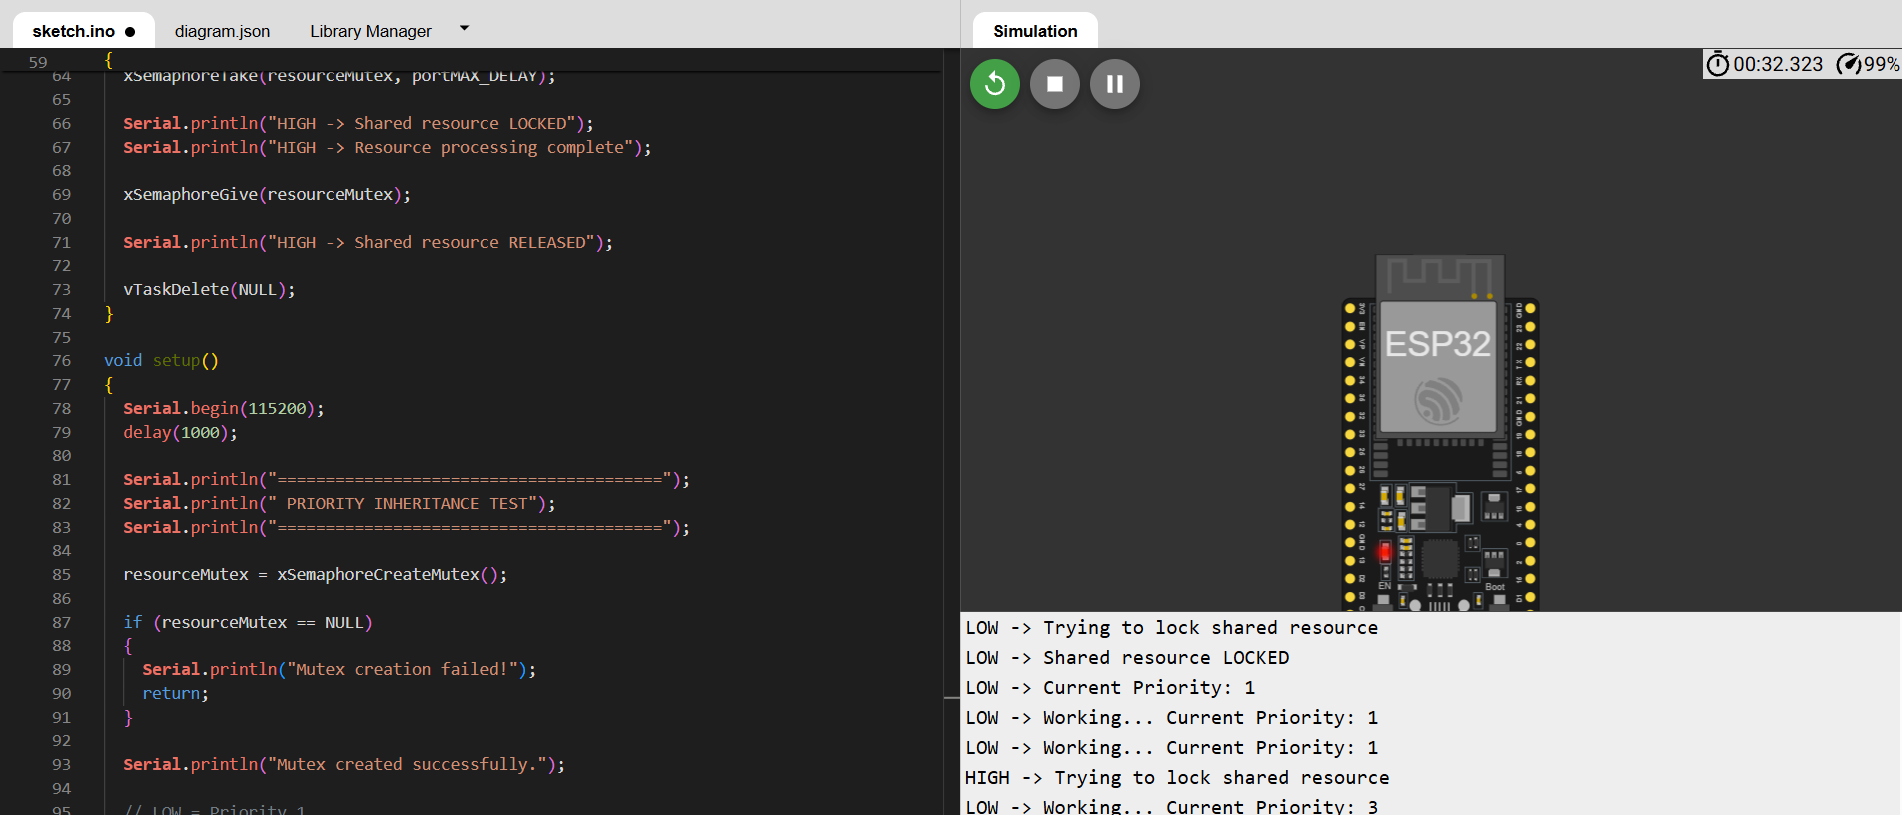 sketch.ino ●
diagram.json
Library Manager
59 {
64 xSemaphoreTake(resourceMutex, portMAX_DELAY);
65
66 Serial.println("HIGH -> Shared resource LOCKED");
67 Serial.println("HIGH -> Resource processing complete");
68
69 xSemaphoreGive(resourceMutex);
70
71 Serial.println("HIGH -> Shared resource RELEASED");
72
73 vTaskDelete(NULL);
74 }
75
76 void setup()
77 {
78 Serial.begin(115200);
79 delay(1000);
80
81 Serial.println("========================================");
82 Serial.println(" PRIORITY INHERITANCE TEST");
83 Serial.println("========================================");
84
85 resourceMutex = xSemaphoreCreateMutex();
86
87 if (resourceMutex == NULL)
88 {
89 Serial.println("Mutex creation failed!");
90 return;
91 }
92
93 Serial.println("Mutex created successfully.");
94
95 // LOW = Priority 1
Simulation
00:32.323 99%
ESP32
EN
Boot
LOW -> Trying to lock shared resource
LOW -> Shared resource LOCKED
LOW -> Current Priority: 1
LOW -> Working... Current Priority: 1
LOW -> Working... Current Priority: 1
HIGH -> Trying to lock shared resource
LOW -> Working... Current Priority: 3